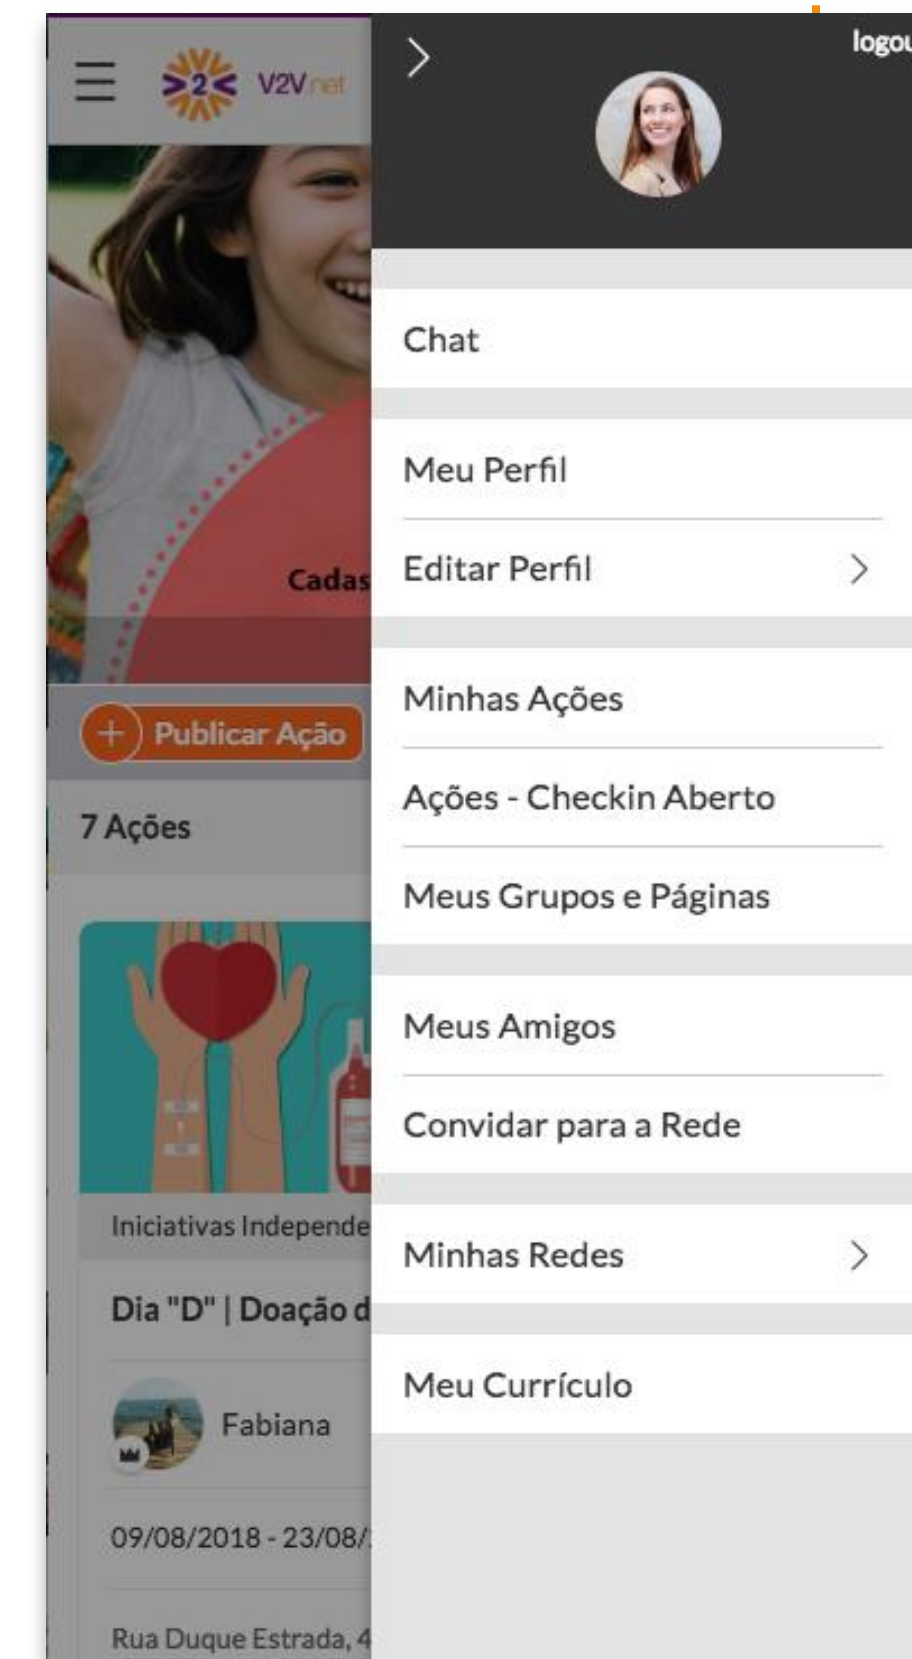 V2V.net
Cadas
Publicar Ação
7 Ações
Iniciativas Independe
Dia "D" | Doação d
Fabiana
09/08/2018 - 23/08/
Rua Duque Estrada, 4
logou
Chat
Meu Perfil
Editar Perfil
Minhas Ações
Ações - Checkin Aberto
Meus Grupos e Páginas
Meus Amigos
Convidar para a Rede
Minhas Redes
Meu Currículo